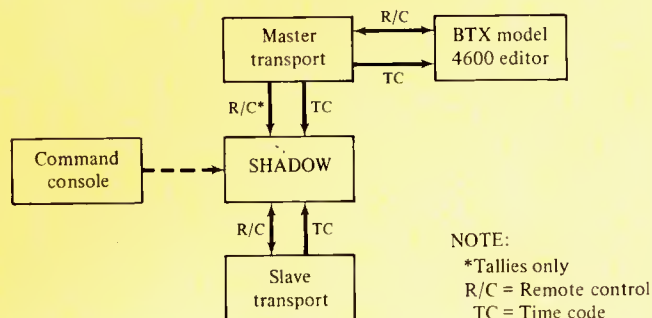 Master
transport
R/C
TC
BTX model
4600 editor
R/C*
TC
Command
console
SHADOW
R/C
TC
Slave
transport
NOTE:
*Tallies only
R/C = Remote control
TC = Time code